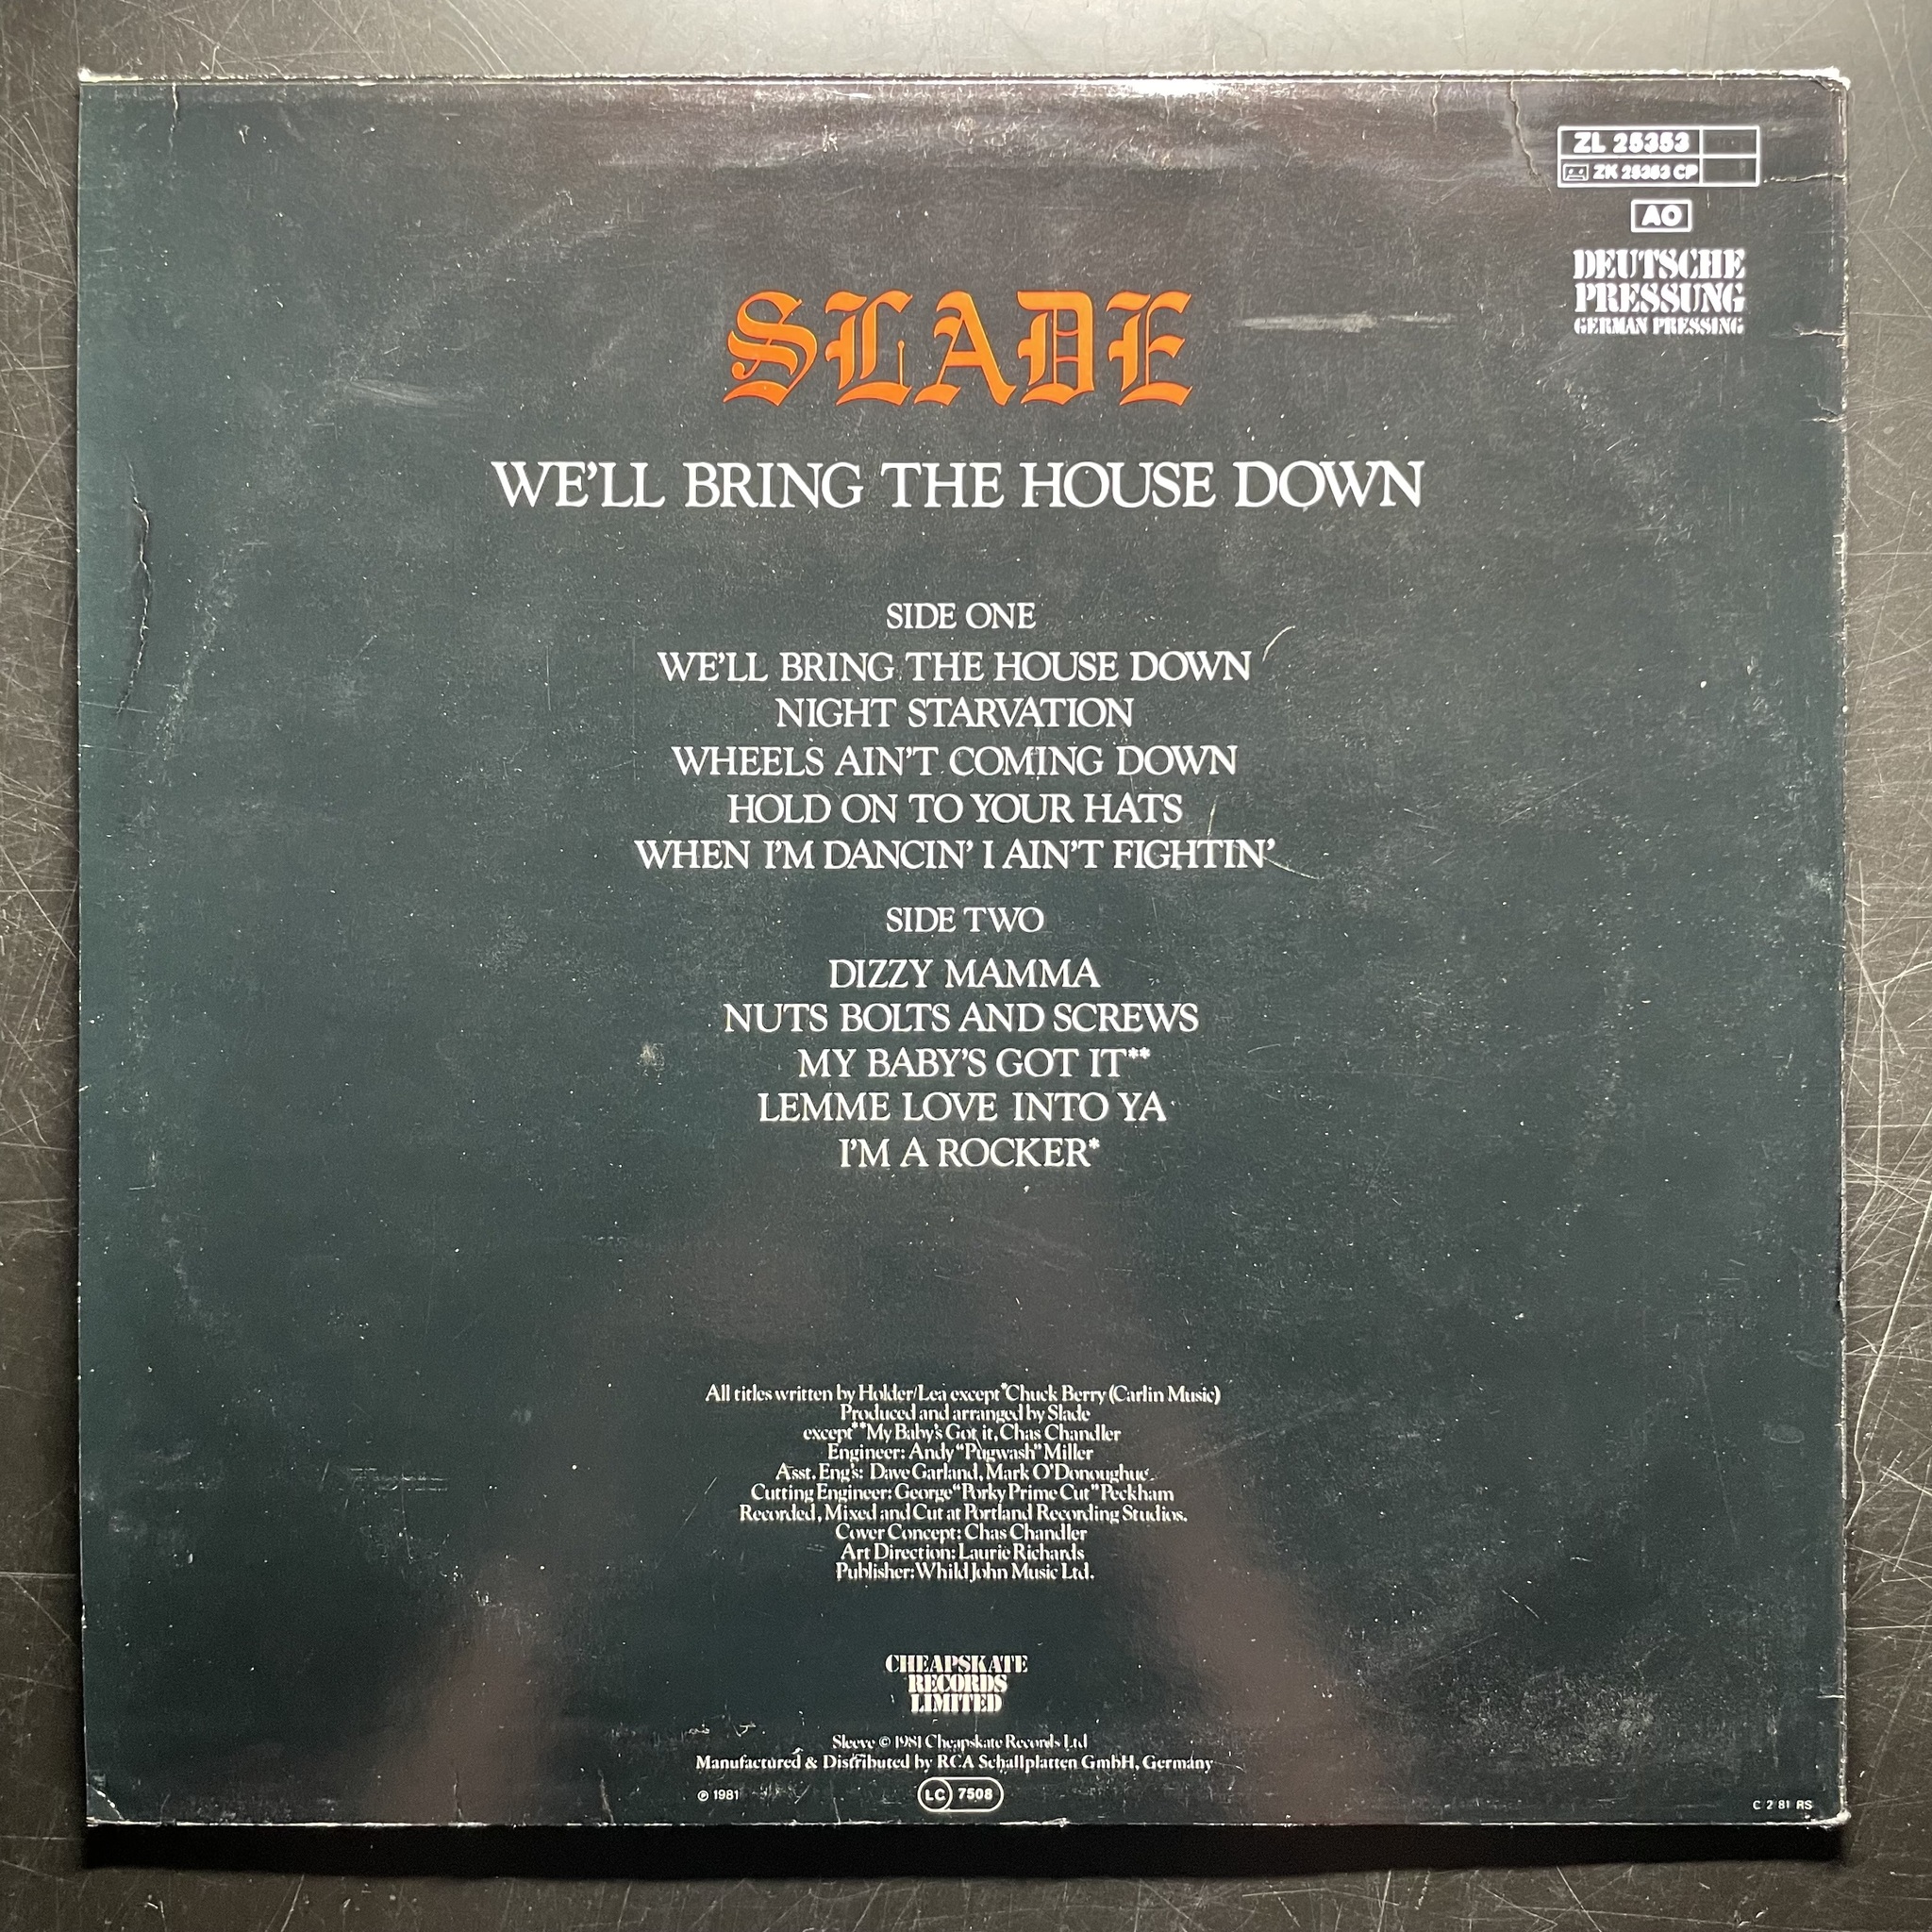 ZL 25353
ZK 25353 CP
AO
DEUTSCHE
PRESSUNG
GERMAN PRESSING
SLADE
WE'LL BRING THE HOUSE DOWN
SIDE ONE
WE'LL BRING THE HOUSE DOWN
NIGHT STARVATION
WHEELS AIN'T COMING DOWN
HOLD ON TO YOUR HATS
WHEN I'M DANCIN' I AIN'T FIGHTIN'
SIDE TWO
DIZZY MAMMA
NUTS BOLTS AND SCREWS
MY BABY'S GOT IT**
LEMME LOVE INTO YA
I'M A ROCKER*
All titles written by Holder/Lea except *Chuck Berry (Carlin Music)
Produced and arranged by Slade
except **My Baby's Got it, Chas Chandler
Engineer: Andy "Pugwash" Miller
Asst. Eng's: Dave Garland, Mark O'Donoughue.
Cutting Engineer: George "Porky Prime Cut" Peckham
Recorded, Mixed and Cut at Portland Recording Studios.
Cover Concept: Chas Chandler
Art Direction: Laurie Richards
Publisher: Whild John Music Ltd.
CHEAPSKATE
RECORDS
LIMITED
Sleeve © 1981 Cheapskate Records Ltd
Manufactured & Distributed by RCA Schallplatten GmbH, Germany
℗ 1981
LC 7508
C 2 81 RS